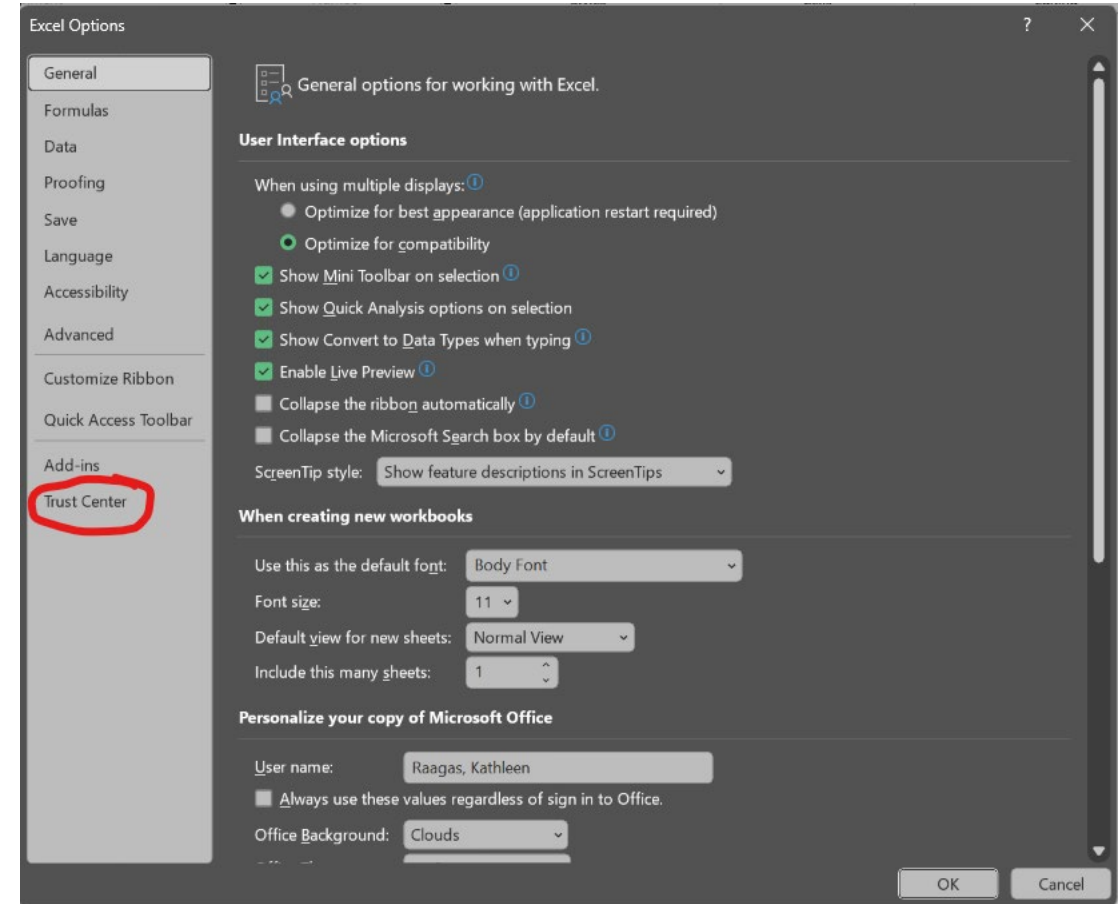 Excel Options
?
General
Formulas
Data
Proofing
Save
Language
Accessibility
Advanced
Customize Ribbon
Quick Access Toolbar
Add-ins
Trust Center
General options for working with Excel.
User Interface options
When using multiple displays:
Optimize for best appearance (application restart required)
Optimize for compatibility
Show Mini Toolbar on selection
Show Quick Analysis options on selection
Show Convert to Data Types when typing
Enable Live Preview
Collapse the ribbon automatically
Collapse the Microsoft Search box by default
ScreenTip style: Show feature descriptions in ScreenTips
When creating new workbooks
Use this as the default font: Body Font
Font size: 11
Default view for new sheets: Normal View
Include this many sheets: 1
Personalize your copy of Microsoft Office
User name: Raagas, Kathleen
Always use these values regardless of sign in to Office.
Office Background: Clouds
OK Cancel